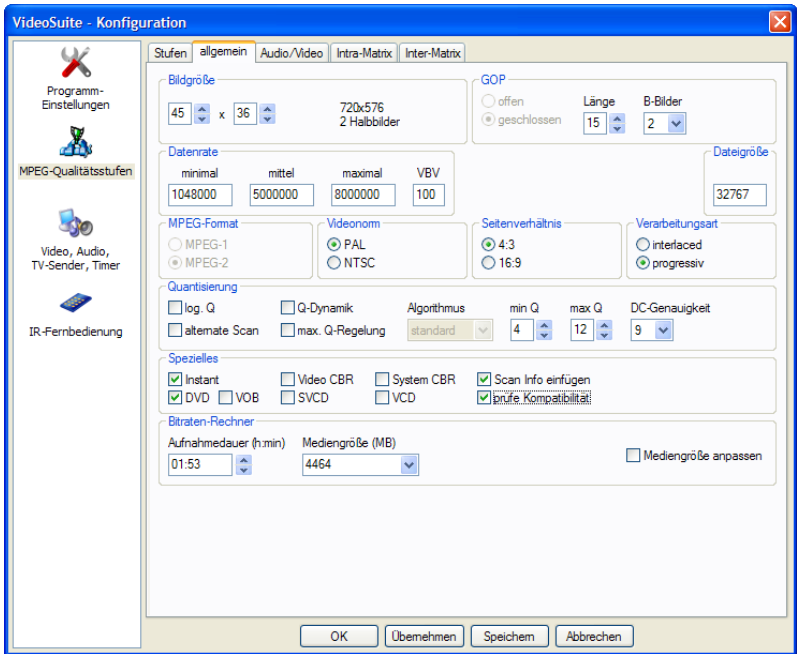 VideoSuite - Konfiguration
Programm-
Einstellungen
MPEG-Qualitätsstufen
Video, Audio,
TV-Sender, Timer
IR-Fernbedienung
Stufen allgemein Audio/Video Intra-Matrix Inter-Matrix
Bildgröße
45 x 36 720x576
2 Halbbilder
GOP
offen Länge B-Bilder
geschlossen 15 2
Datenrate
minimal mittel maximal VBV
1048000 5000000 8000000 100
Dateigröße
32767
MPEG-Format
MPEG-1
MPEG-2
Videonorm
PAL
NTSC
Seitenverhältnis
4:3
16:9
Verarbeitungsart
interlaced
progressiv
Quantisierung
log. Q Q-Dynamik Algorithmus min Q max Q DC-Genauigkeit
alternate Scan max. Q-Regelung standard 4 12 9
Spezielles
Instant Video CBR System CBR Scan Info einfügen
DVD VOB SVCD VCD prüfe Kompatibilität
Bitraten-Rechner
Aufnahmedauer (h:min) Mediengröße (MB)
01:53 4464 Mediengröße anpassen
OK Übernehmen Speichern Abbrechen